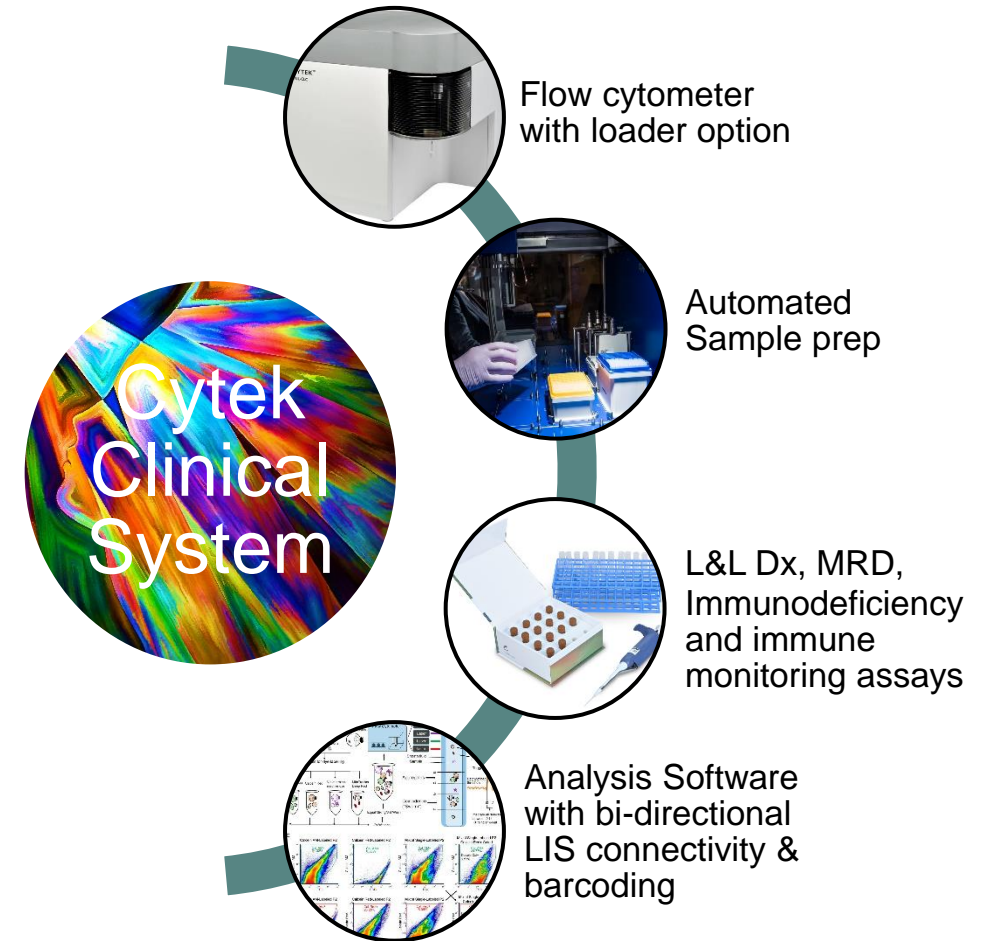 Flow cytometer
with loader option
Automated
Sample prep
Cytek
Clinical
System
L&L Dx, MRD,
Immunodeficiency
and immune
monitoring assays
Analysis Software
with bi-directional
LIS connectivity &
barcoding